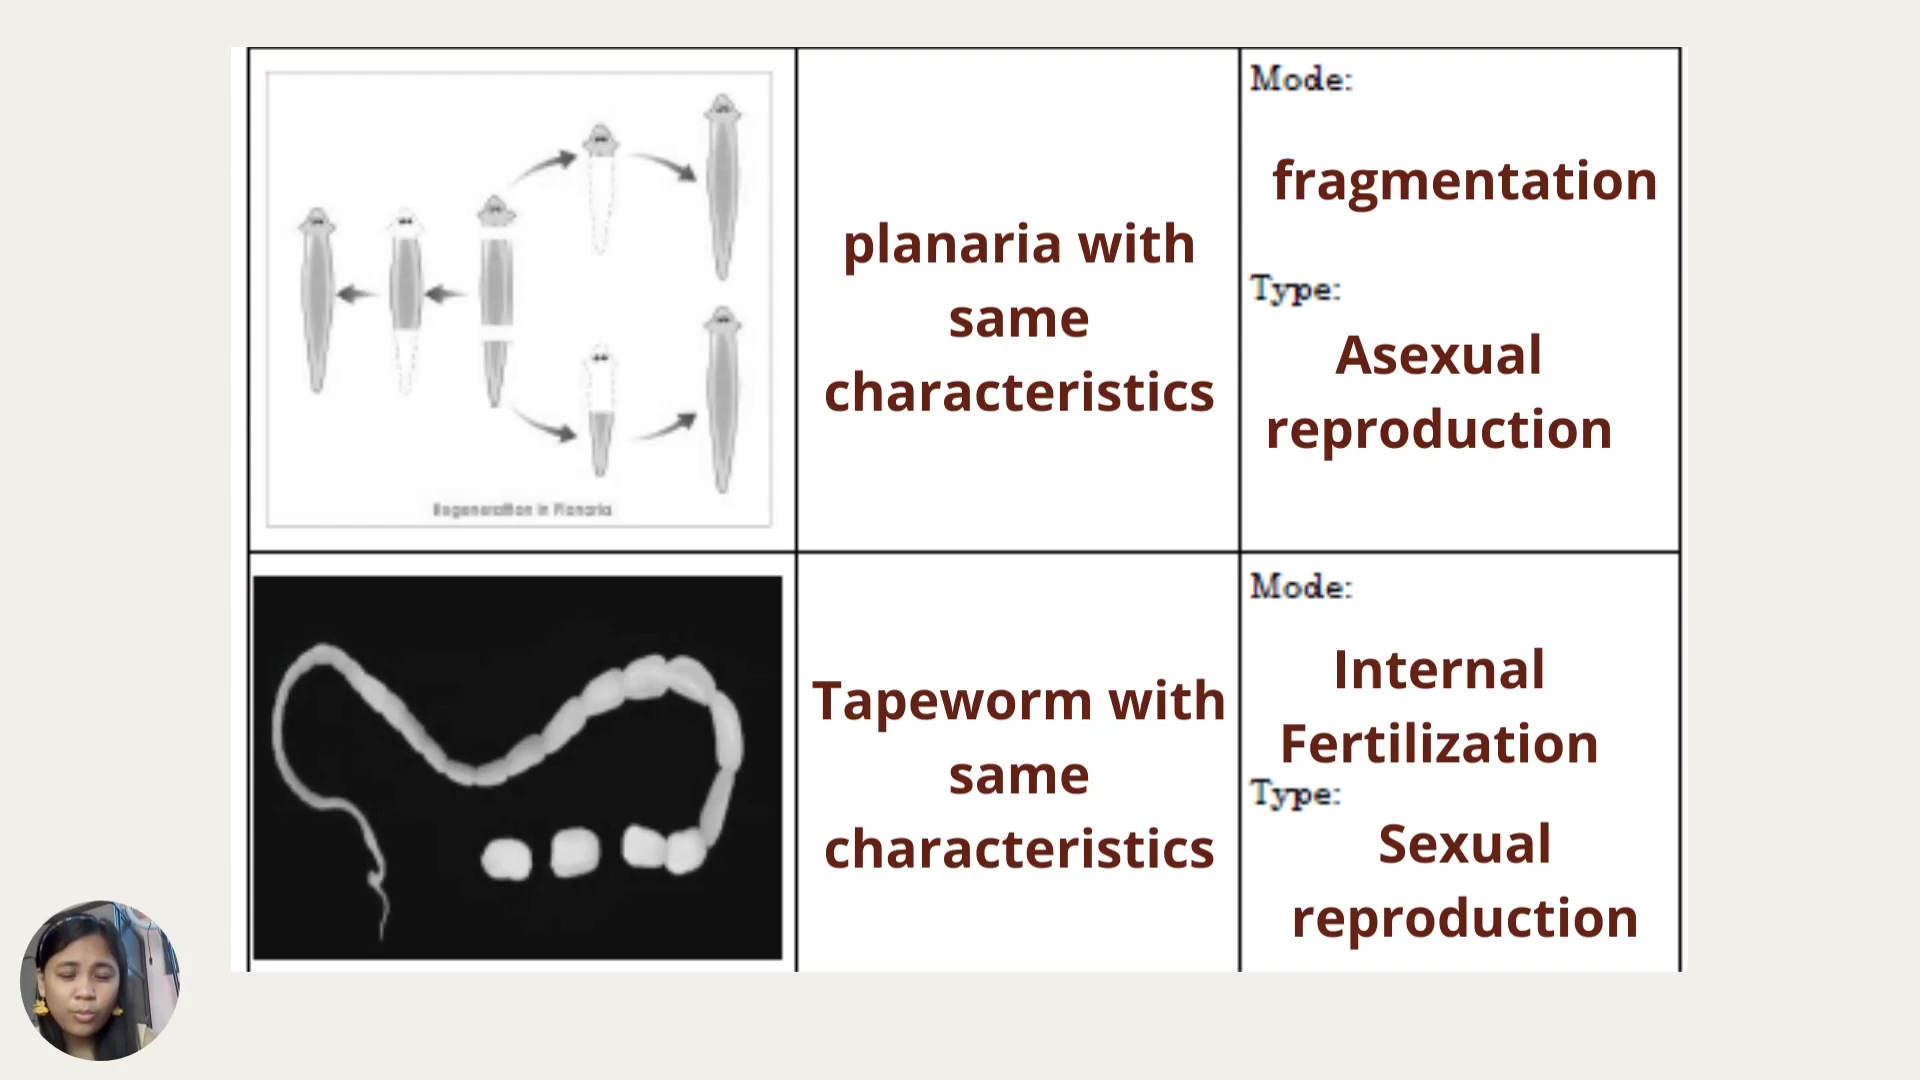 Regeneration in Planaria
planaria with
same
characteristics
Mode:
fragmentation
Type:
Asexual
reproduction
Tapeworm with
same
characteristics
Mode:
Internal
Fertilization
Type:
Sexual
reproduction